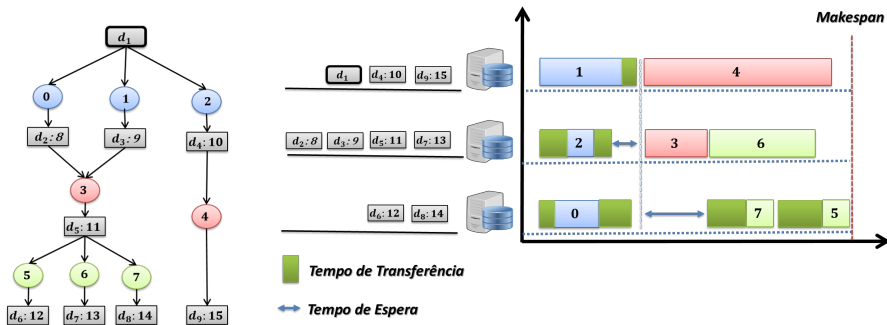 d₁
0 1 2
d₂: 8 d₃: 9 d₄: 10
3 4
d₅: 11
5 6 7
d₆: 12 d₇: 13 d₈: 14 d₉: 15
d₁ d₄: 10 d₉: 15
d₂: 8 d₃: 9 d₅: 11 d₇: 13
d₆: 12 d₈: 14
Tempo de Transferência
Tempo de Espera
Makespan
1 4
2 3 6
0 7 5